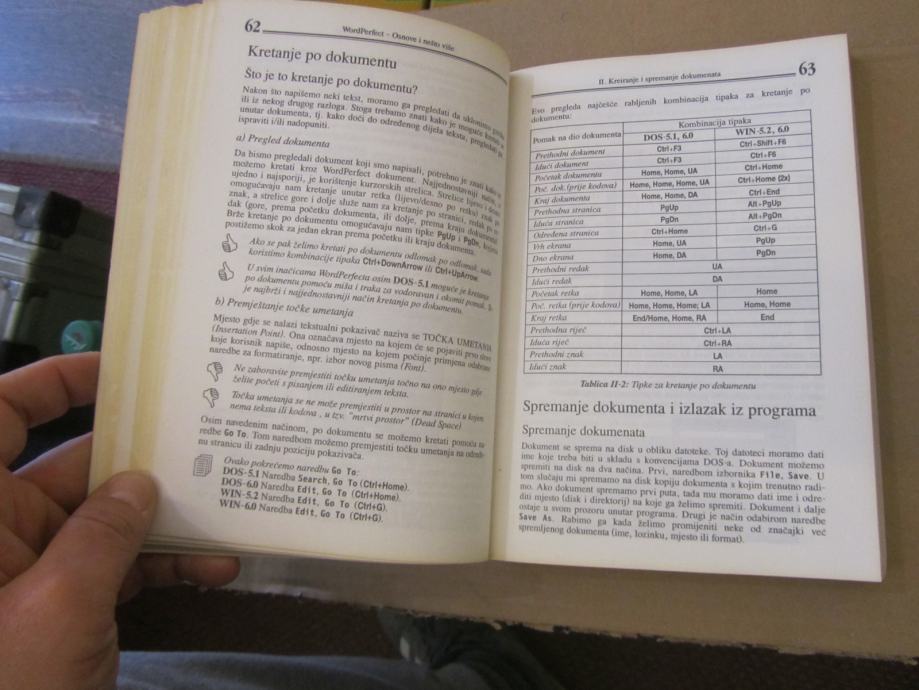 62
WordPerfect – Osnove i nešto više
Kretanje po dokumentu
Što je to kretanje po dokumentu?
Nakon što napišemo neki tekst, moramo ga pregledati da uklonimo
ili iz nekog drugog razloga. Stoga trebamo znati kako je moguće
unutar dokumenta, tj. kako doći do određenog dijela teksta, pregledati
ispraviti i/ili nadopuniti.
a) Pregled dokumenta
Da bismo pregledali dokument koji smo napisali, potrebno je znati kako se
možemo kretati kroz WordPerfect dokument. Najjednostavniji način,
ujedno i najsporiji, je korištenje kurzorskih strelica. Strelice lijevo i desno
omogućavaju nam kretanje unutar retka (lijevo/desno po retku) znak po
znak, a strelice gore i dolje služe nam za kretanje po stranici, redak po
dak (gore, prema početku dokumenta, ili dolje, prema kraju dokumenta).
Brže kretanje po dokumentu omogućavaju nam tipke PgUp i PgDn, kojima
postižemo skok za jedan ekran prema početku ili kraju dokumenta.
Ako se pak želimo kretati po dokumentu odlomak po odlomak, tada
koristimo kombinacije tipaka Ctrl+DownArrow ili Ctrl+UpArrow.
U svim inačicama WordPerfecta osim DOS-5.1 moguće je kretanje
po dokumentu pomoću miša i traka za vodoravan i okomit pomak.
je najbrži i najjednostavniji način kretanja po dokumentu.
b) Premještanje točke umetanja
Mjesto gdje se nalazi tekstualni pokazivač naziva se TOČKA UMETANJA
(Insertation Point). Ona označava mjesto na kojem će se pojaviti prvo slovo
koje korisnik napiše, odnosno mjesto na kojem počinje primjena odabrane
naredbe za formatiranje, npr. izbor novog pisma (Font).
Ne zaboravite premjestiti točku umetanja točno na ono mjesto gdje
želite početi s pisanjem ili editiranjem teksta.
Točka umetanja se ne može premjestiti u prostor na stranici u kojem
nema teksta ili kodova , u tzv. "mrtvi prostor" (Dead Space)
Osim navedenim načinom, po dokumentu se možemo kretati pomoću na-
redbe Go To. Tom naredbom možemo premjestiti točku umetanja na određe-
nu stranicu ili zadnju poziciju pokazivača.
Ovako pokrećemo naredbu Go To:
DOS-5.1 Naredba Search, Go To (Ctrl+Home).
DOS-6.0 Naredba Edit, Go To (Ctrl+Home).
WIN-5.2 Naredba Edit, Go To (Ctrl+G).
WIN-6.0 Naredba Edit, Go To (Ctrl+G).
II. Kreiranje i spremanje dokumenata
63
Evo pregleda najčešće rabljenih kombinacija tipaka za kretanje po
dokumentu:
Pomak na dio dokumenta Kombinacija tipaka
DOS-5.1, 6.0 WIN-5.2, 6.0
Prethodni dokument Ctrl+F3 Ctrl+Shift+F6
Idući dokument Ctrl+F3 Ctrl+F6
Početak dokumenta Home, Home, UA Ctrl+Home
Poč. dok.(prije kodova) Home, Home, Home, UA Ctrl+Home (2x)
Kraj dokumenta Home, Home, DA Ctrl+End
Prethodna stranica PgUp Alt+PgUp
Iduća stranica PgDn Alt+PgDn
Određena stranica Ctrl+Home Ctrl+G
Vrh ekrana Home, UA PgUp
Dno ekrana Home, DA PgDn
Prethodni redak UA
Idući redak DA
Početak retka Home, Home, LA Home
Poč. retka (prije kodova) Home, Home, Home; LA Home, Home
Kraj retka End/Home, Home, RA End
Prethodna riječ Ctrl+LA
Iduća riječ Ctrl+RA
Prethodni znak LA
Idući znak RA
Tablica II-2: Tipke za kretanje po dokumentu
Spremanje dokumenta i izlazak iz programa
Spremanje dokumenata
Dokument se sprema na disk u obliku datoteke. Toj datoteci moramo dati
ime koje treba biti u skladu s konvencijama DOS-a. Dokument možemo
spremiti na disk na dva načina. Prvi, naredbom izbornika File, Save. U
tom slučaju mi spremamo na disk kopiju dokumenta s kojim trenutno radi-
mo. Ako dokument spremamo prvi puta, tada mu moramo dati ime i odre-
diti mjesto (disk i direktorij) na koje ga želimo spremiti. Dokument i dalje
ostaje u svom prozoru unutar programa. Drugi je način odabirom naredbe
Save As. Rabimo ga kada želimo promijeniti neke od značajki već
spremljenog dokumenta (ime, lozinku, mjesto ili format).